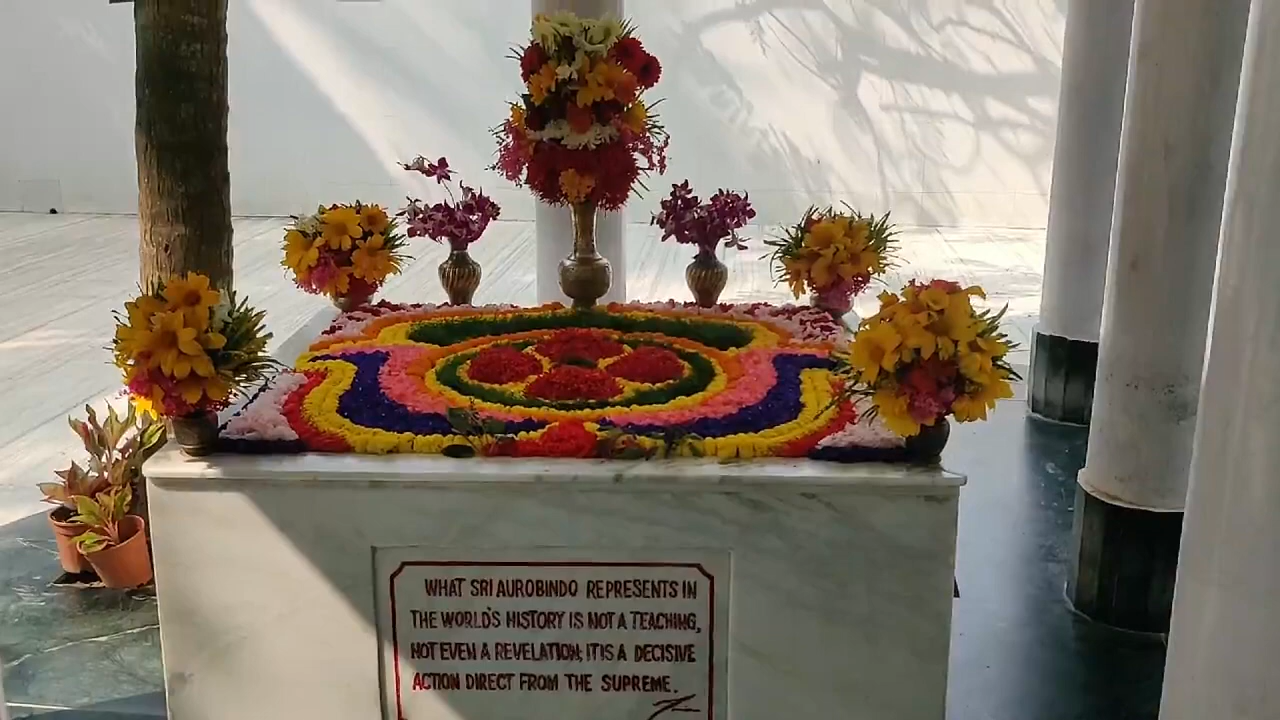 WHAT SRI AUROBINDO REPRESENTS IN
THE WORLD'S HISTORY IS NOT A TEACHING,
NOT EVEN A REVELATION; IT IS A DECISIVE
ACTION DIRECT FROM THE SUPREME.